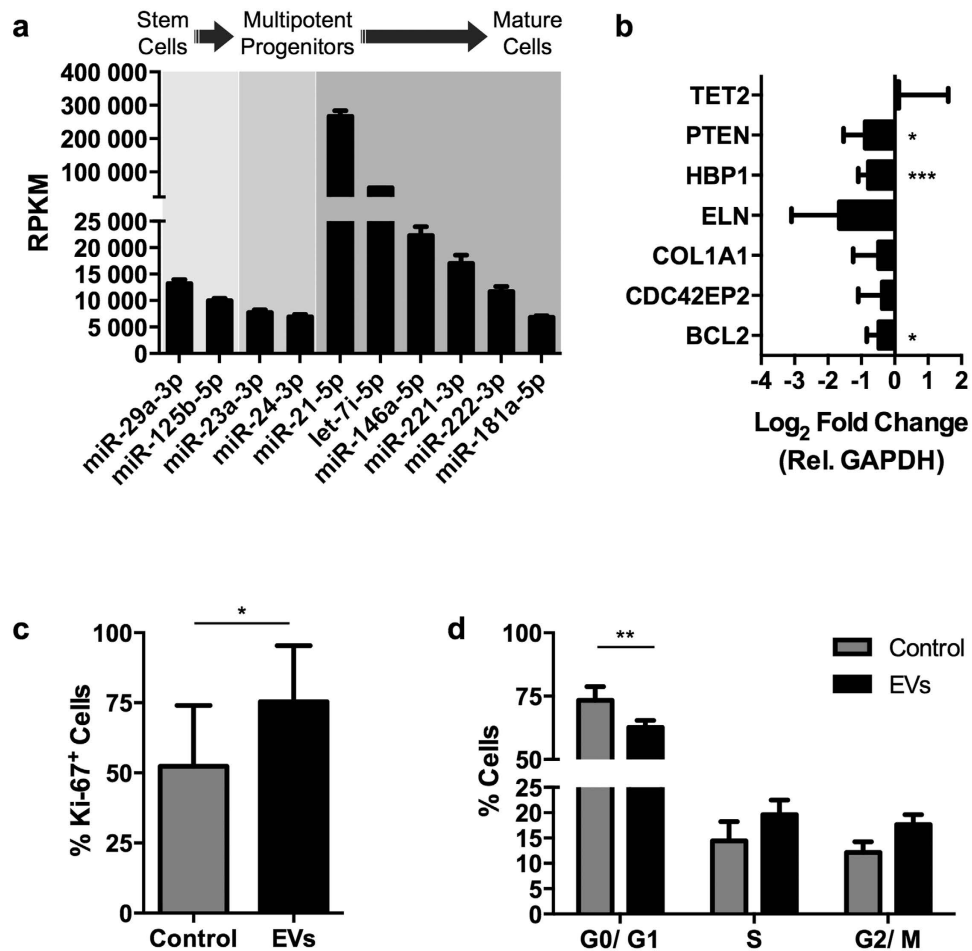 a
Stem
Cells
Multipotent
Progenitors
Mature
Cells
RPKM
400 000
300 000
200 000
100 000
25 000
20 000
15 000
10 000
5 000
0
miR-29a-3p
miR-125b-5p
miR-23a-3p
miR-24-3p
miR-21-5p
let-7i-5p
miR-146a-5p
miR-221-3p
miR-222-3p
miR-181a-5p
b
TET2
PTEN *
HBP1 ***
ELN
COL1A1
CDC42EP2
BCL2 *
-4 -3 -2 -1 0 1 2
Log2 Fold Change
(Rel. GAPDH)
c
*
% Ki-67+ Cells
100
75
50
25
0
Control EVs
d
**
% Cells
100
75
50
25
20
15
10
5
0
G0/ G1 S G2/ M
Control
EVs